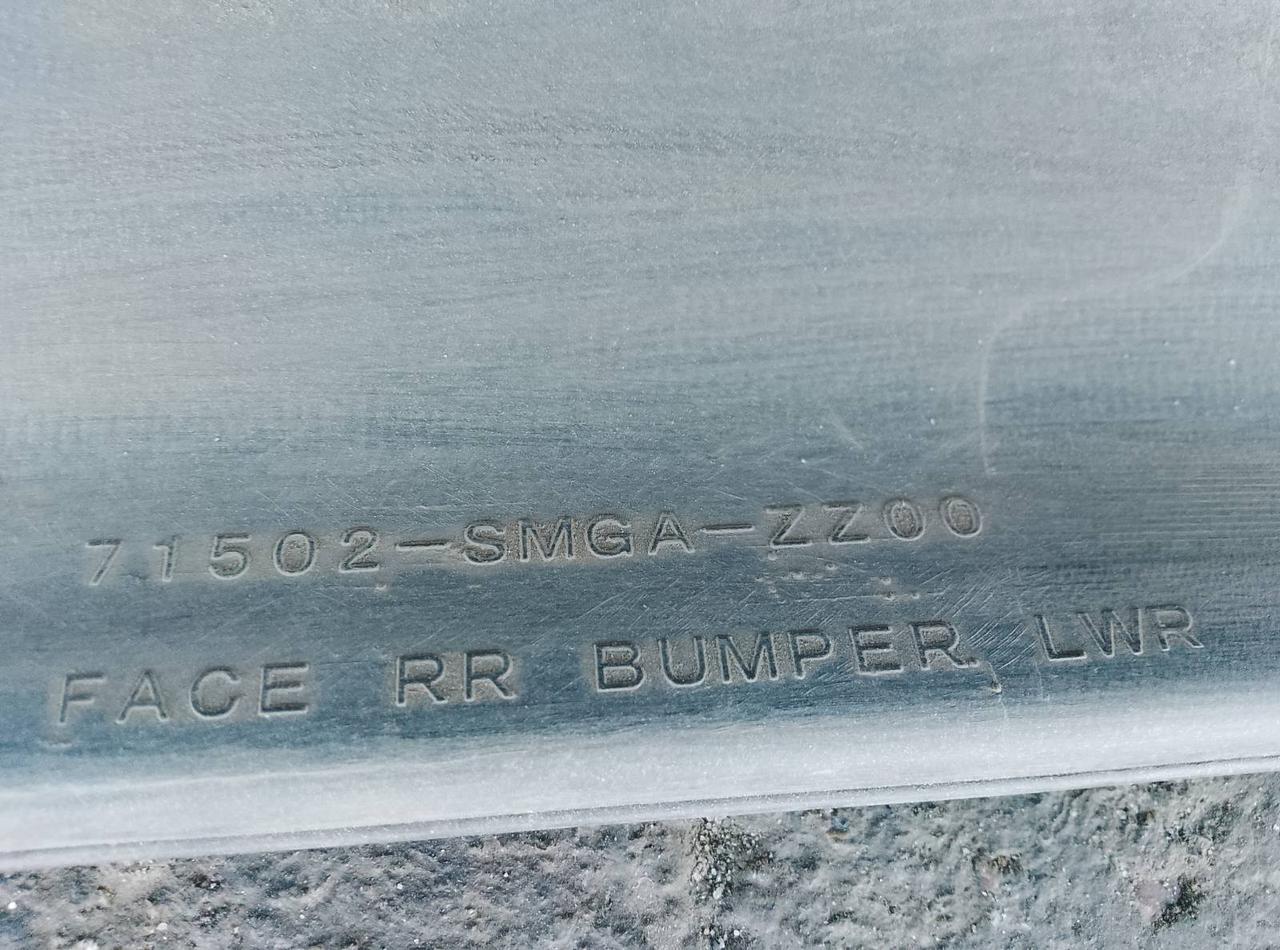 71502-SMGA-ZZ00
FACE RR BUMPER LWR